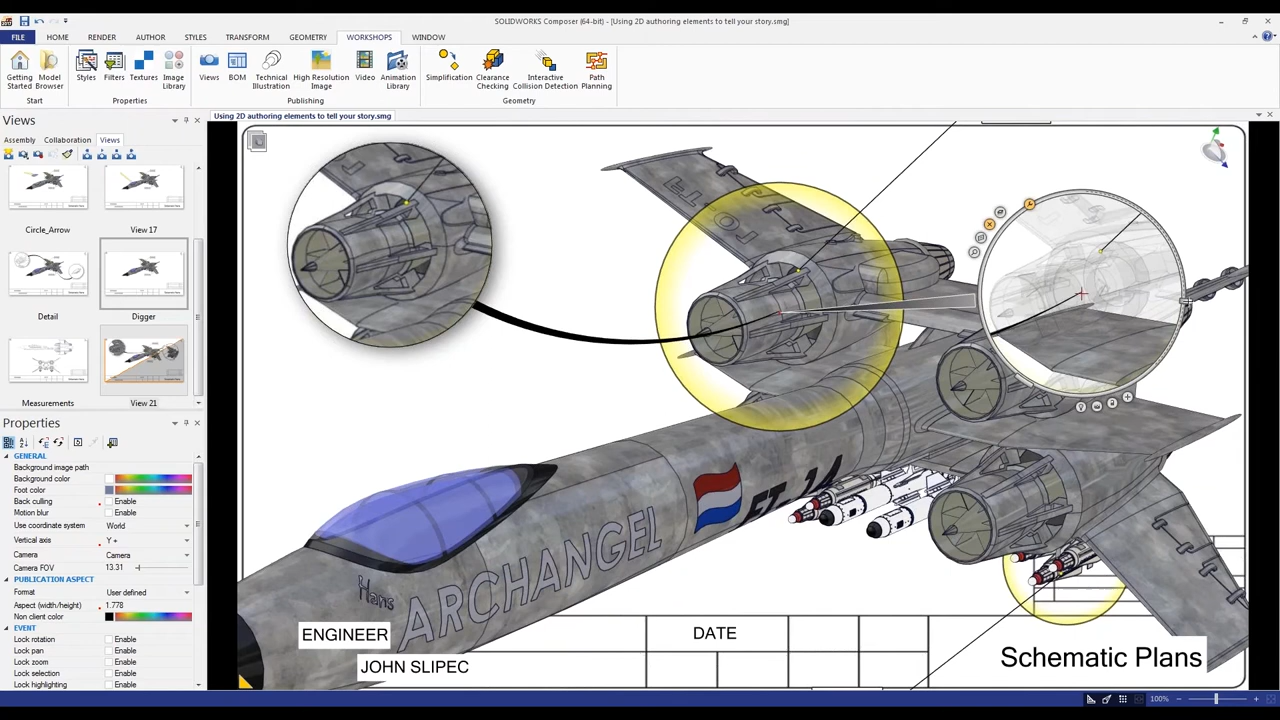 SOLIDWORKS Composer (64-bit) - [Using 2D authoring elements to tell your story.smg]
FILE HOME RENDER AUTHOR STYLES TRANSFORM GEOMETRY WORKSHOPS WINDOW
Getting Started Model Browser Styles Filters Textures Image Library Views BOM Technical Illustration High Resolution Image Video Animation Library Simplification Clearance Checking Interactive Collision Detection Path Planning
Start Properties Publishing Geometry
Views
Using 2D authoring elements to tell your story.smg
Assembly Collaboration Views
Circle_Arrow View 17
Detail Digger
Measurements View 21
Properties
GENERAL
Background image path
Background color
Foot color
Back culling Enable
Motion blur Enable
Use coordinate system World
Vertical axis Y +
Camera Camera
Camera FOV 13.31
PUBLICATION ASPECT
Format User defined
Aspect (width/height) 1.778
Non client color
EVENT
Lock rotation Enable
Lock pan Enable
Lock zoom Enable
Lock selection Enable
Lock highlighting Enable
Hans
ARCHANGEL
ENGINEER
JOHN SLIPEC
DATE
Schematic Plans
100%